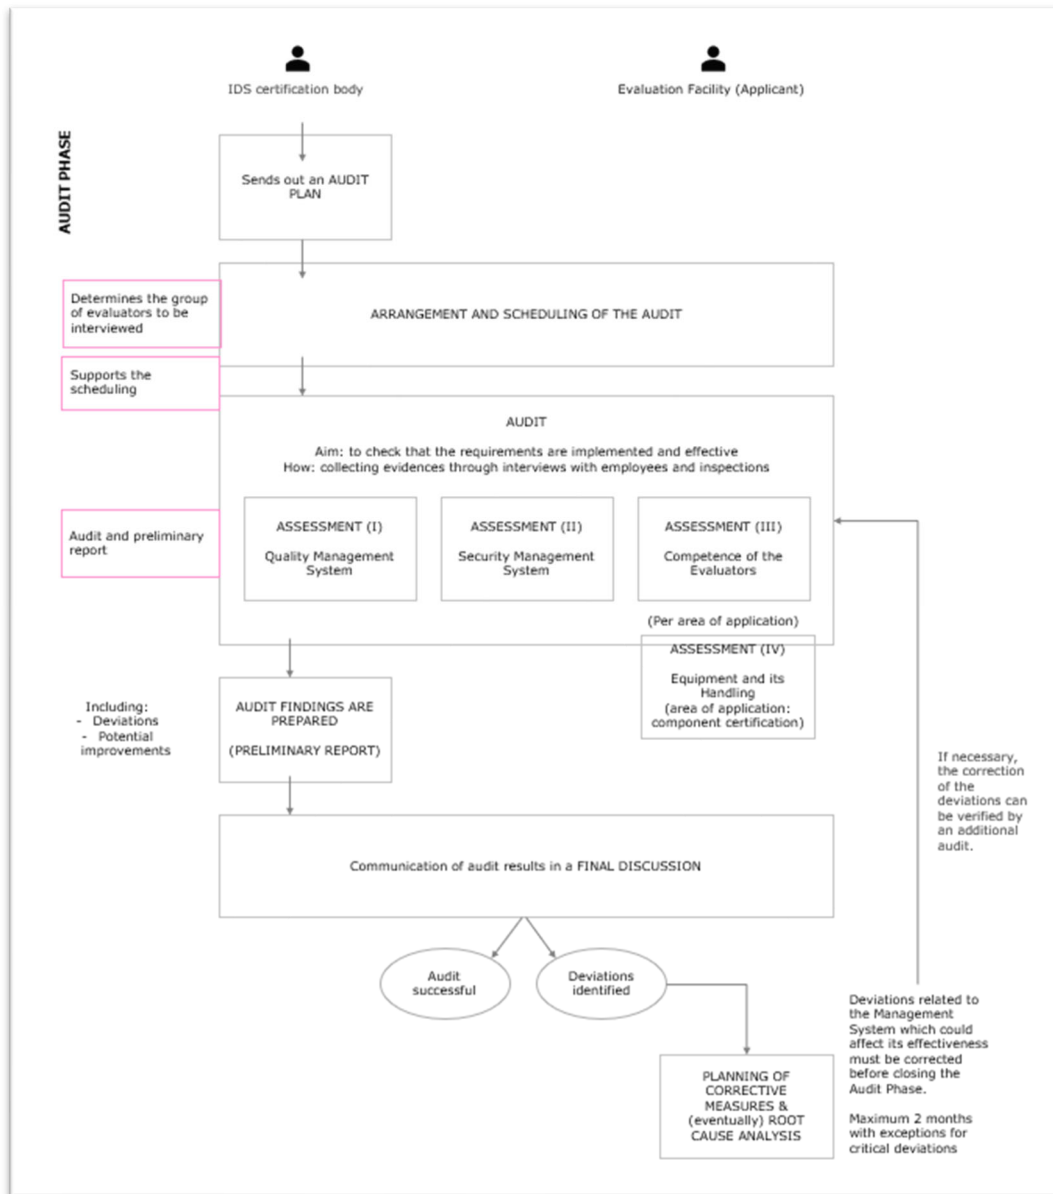 IDS certification body
Evaluation Facility (Applicant)
AUDIT PHASE
Sends out an AUDIT
PLAN
Determines the group
of evaluators to be
interviewed
ARRANGEMENT AND SCHEDULING OF THE AUDIT
Supports the
scheduling
AUDIT
Aim: to check that the requirements are implemented and effective
How: collecting evidences through interviews with employees and inspections
Audit and preliminary
report
ASSESSMENT (I)
Quality Management
System
ASSESSMENT (II)
Security Management
System
ASSESSMENT (III)
Competence of the
Evaluators
(Per area of application)
ASSESSMENT (IV)
Equipment and its
Handling
(area of application:
component certification)
Including:
- Deviations
- Potential
improvements
AUDIT FINDINGS ARE
PREPARED
(PRELIMINARY REPORT)
If necessary,
the correction
of the
deviations can
be verified by
an additional
audit.
Communication of audit results in a FINAL DISCUSSION
Audit
successful
Deviations
identified
PLANNING OF
CORRECTIVE
MEASURES &
(eventually) ROOT
CAUSE ANALYSIS
Deviations related to
the Management
System which could
affect its effectiveness
must be corrected
before closing the
Audit Phase.
Maximum 2 months
with exceptions for
critical deviations